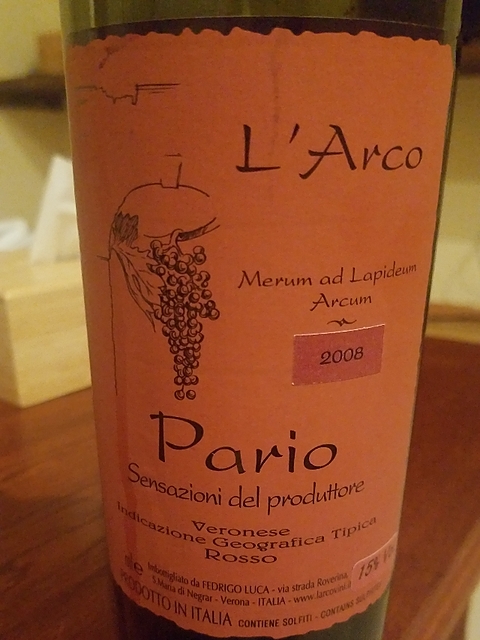 L'Arco
Merum ad Lapideum
Arcum
2008
Pario
Sensazioni del produttore
Veronese
Indicazione Geografica Tipica
Rosso
Imbottigliato da FEDRIGO LUCA - via strada Roverina,
S.Maria di Negrar - Verona - ITALIA - www.larcovini.it
15%
PRODOTTO IN ITALIA CONTIENE SOLFITI - CONTAINS